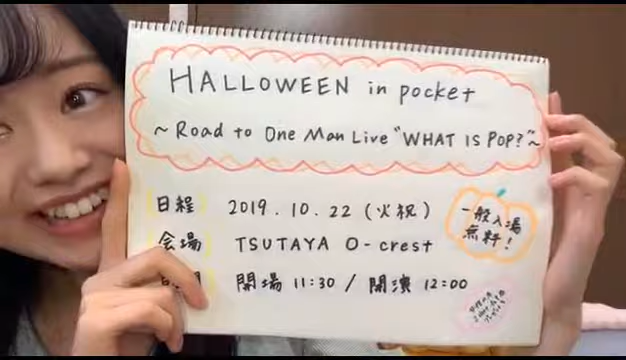 HALLOWEEN in pocket
~Road to One Man Live "WHAT IS POP?"~
日程 2019.10.22(火祝)
会場 TSUTAYA O-crest
開場 11:30 / 開演 12:00
一般入場
無料!